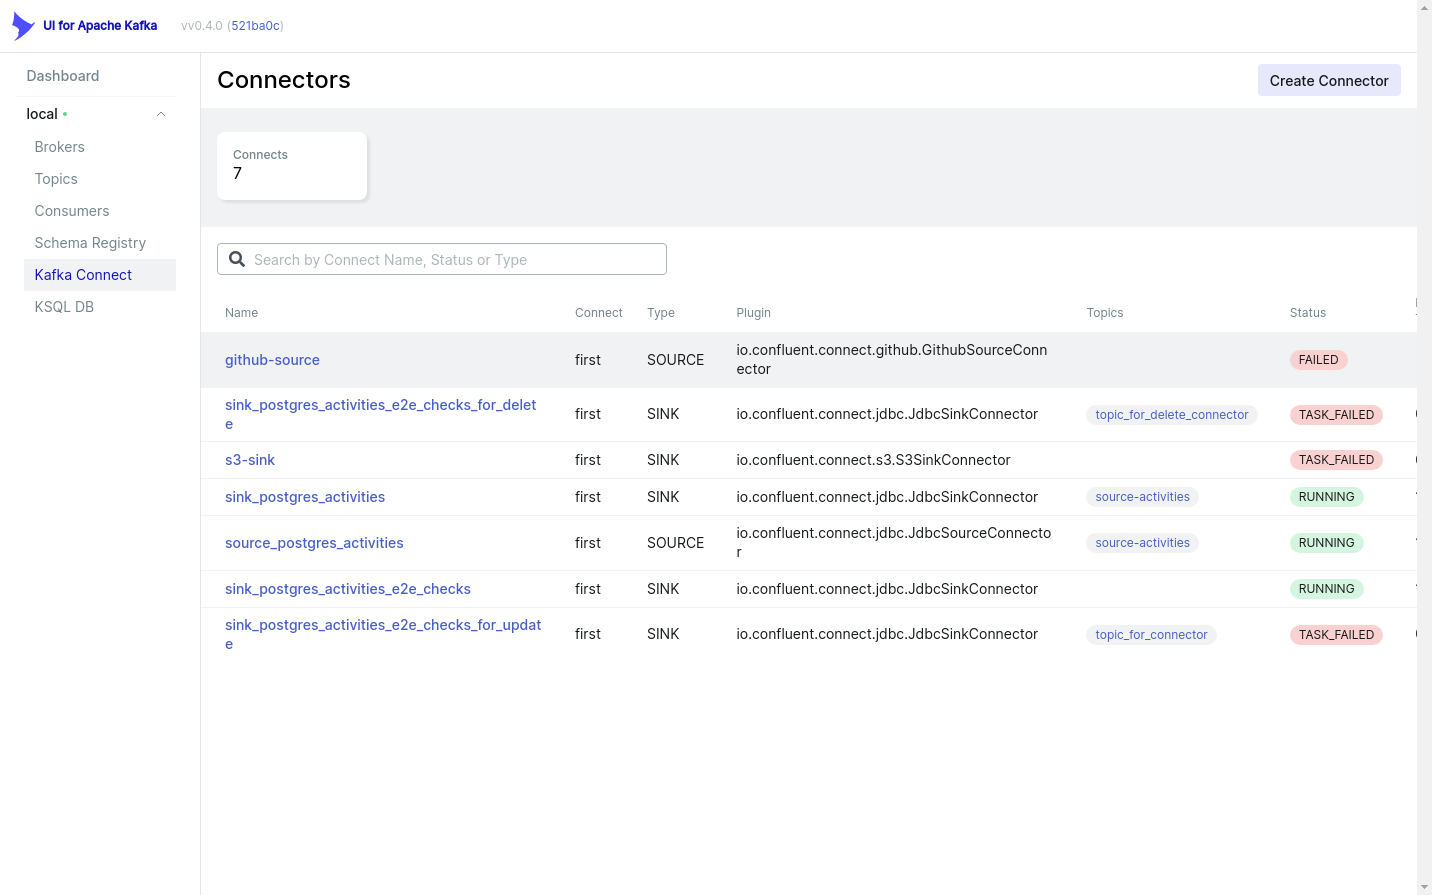 UI for Apache Kafka vv0.4.0 (521ba0c)
Dashboard
local
Brokers
Topics
Consumers
Schema Registry
Kafka Connect
KSQL DB
Connectors
Create Connector
Connects
7
Search by Connect Name, Status or Type
Name Connect Type Plugin Topics Status
github-source first SOURCE io.confluent.connect.github.GithubSourceConn
ector FAILED
sink_postgres_activities_e2e_checks_for_delet
e first SINK io.confluent.connect.jdbc.JdbcSinkConnector topic_for_delete_connector TASK_FAILED
s3-sink first SINK io.confluent.connect.s3.S3SinkConnector TASK_FAILED
sink_postgres_activities first SINK io.confluent.connect.jdbc.JdbcSinkConnector source-activities RUNNING
source_postgres_activities first SOURCE io.confluent.connect.jdbc.JdbcSourceConnecto
r source-activities RUNNING
sink_postgres_activities_e2e_checks first SINK io.confluent.connect.jdbc.JdbcSinkConnector RUNNING
sink_postgres_activities_e2e_checks_for_updat
e first SINK io.confluent.connect.jdbc.JdbcSinkConnector topic_for_connector TASK_FAILED